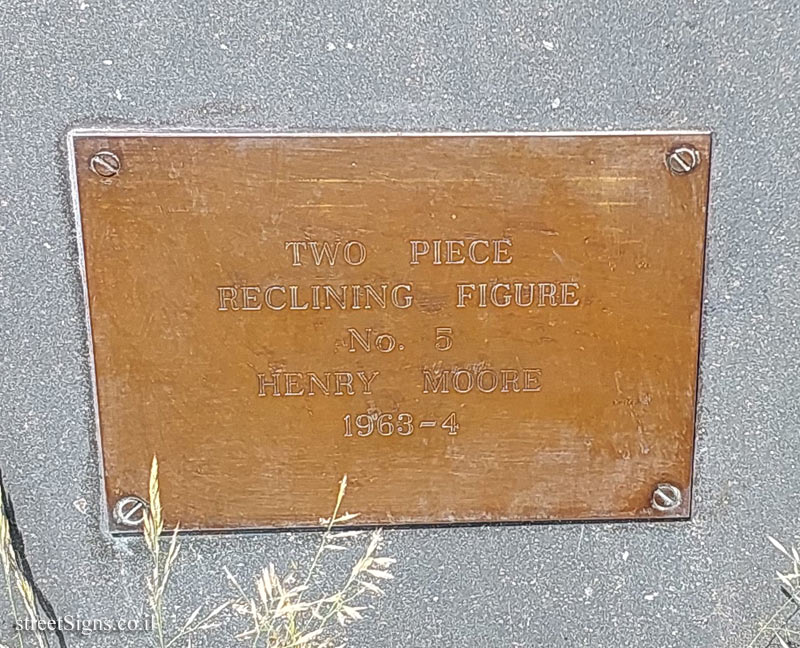 TWO PIECE
RECLINING FIGURE
No. 5
HENRY MOORE
1963-4
streetSigns.co.il